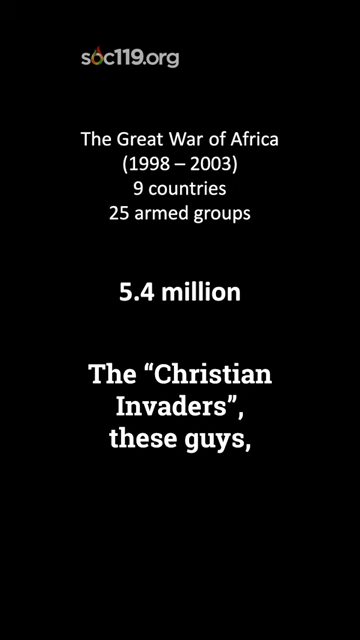 soc119.org
The Great War of Africa
(1998 – 2003)
9 countries
25 armed groups
5.4 million
The “Christian
Invaders”,
these guys,